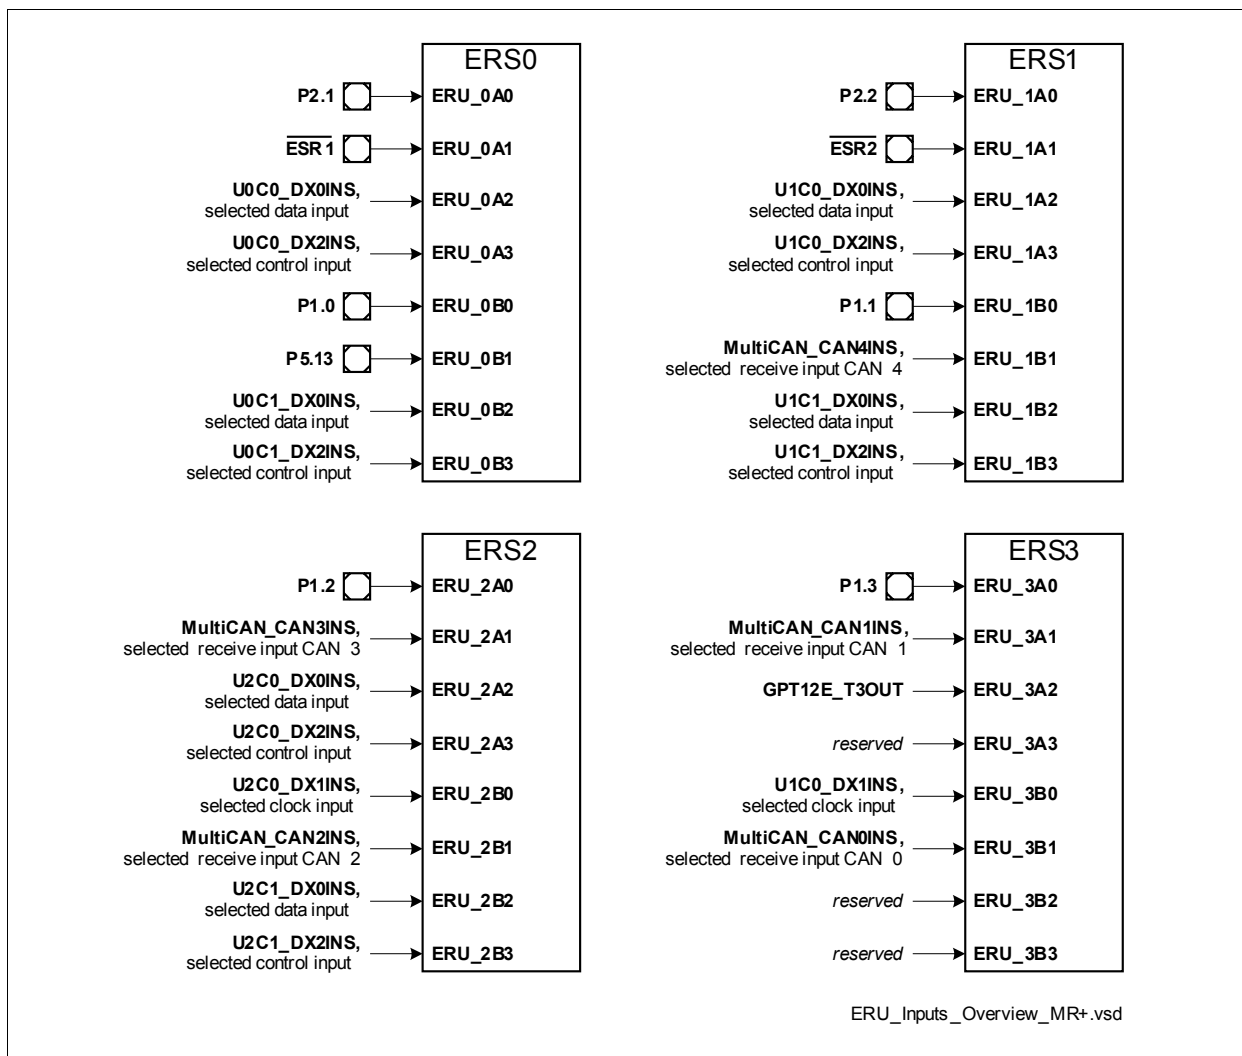 ERS0
P2.1 ERU_0A0
ESR1 ERU_0A1
U0C0_DX0INS,
selected data input ERU_0A2
U0C0_DX2INS,
selected control input ERU_0A3
P1.0 ERU_0B0
P5.13 ERU_0B1
U0C1_DX0INS,
selected data input ERU_0B2
U0C1_DX2INS,
selected control input ERU_0B3
ERS1
P2.2 ERU_1A0
ESR2 ERU_1A1
U1C0_DX0INS,
selected data input ERU_1A2
U1C0_DX2INS,
selected control input ERU_1A3
P1.1 ERU_1B0
MultiCAN_CAN4INS,
selected receive input CAN 4 ERU_1B1
U1C1_DX0INS,
selected data input ERU_1B2
U1C1_DX2INS,
selected control input ERU_1B3
ERS2
P1.2 ERU_2A0
MultiCAN_CAN3INS,
selected receive input CAN 3 ERU_2A1
U2C0_DX0INS,
selected data input ERU_2A2
U2C0_DX2INS,
selected control input ERU_2A3
U2C0_DX1INS,
selected clock input ERU_2B0
MultiCAN_CAN2INS,
selected receive input CAN 2 ERU_2B1
U2C1_DX0INS,
selected data input ERU_2B2
U2C1_DX2INS,
selected control input ERU_2B3
ERS3
P1.3 ERU_3A0
MultiCAN_CAN1INS,
selected receive input CAN 1 ERU_3A1
GPT12E_T3OUT ERU_3A2
reserved ERU_3A3
U1C0_DX1INS,
selected clock input ERU_3B0
MultiCAN_CAN0INS,
selected receive input CAN 0 ERU_3B1
reserved ERU_3B2
reserved ERU_3B3
ERU_Inputs_Overview_MR+.vsd